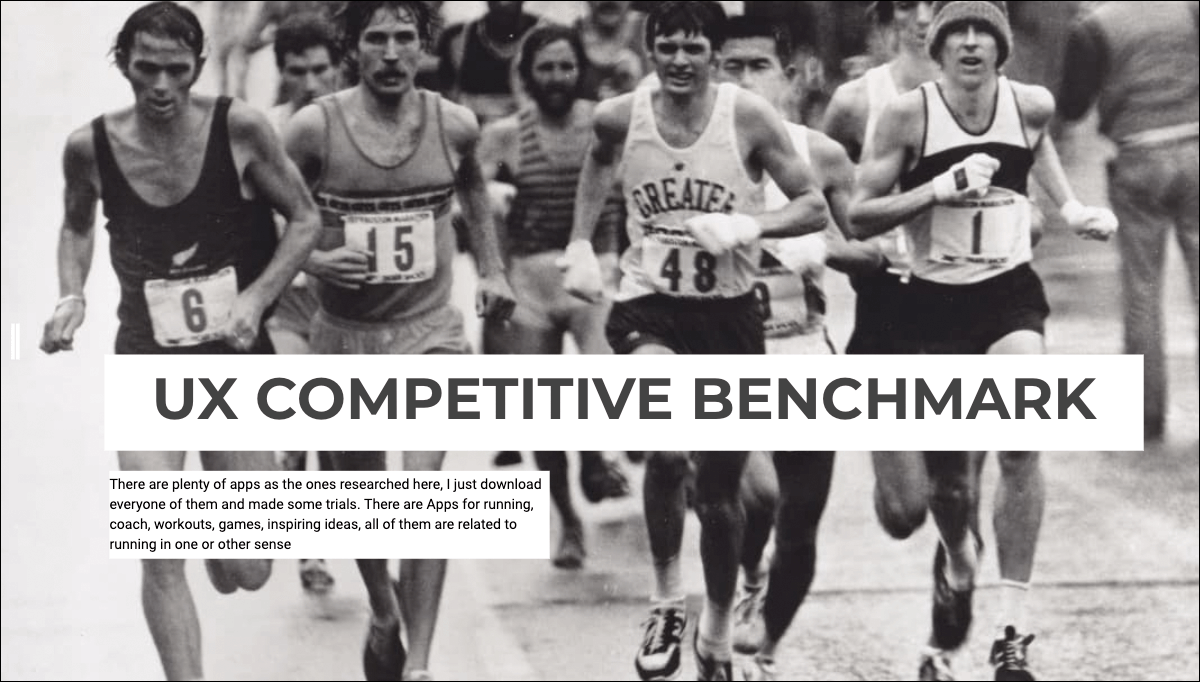 GREATE
15
48
1
6
UX COMPETITIVE BENCHMARK
There are plenty of apps as the ones researched here, I just download
everyone of them and made some trials. There are Apps for running,
coach, workouts, games, inspiring ideas, all of them are related to
running in one or other sense